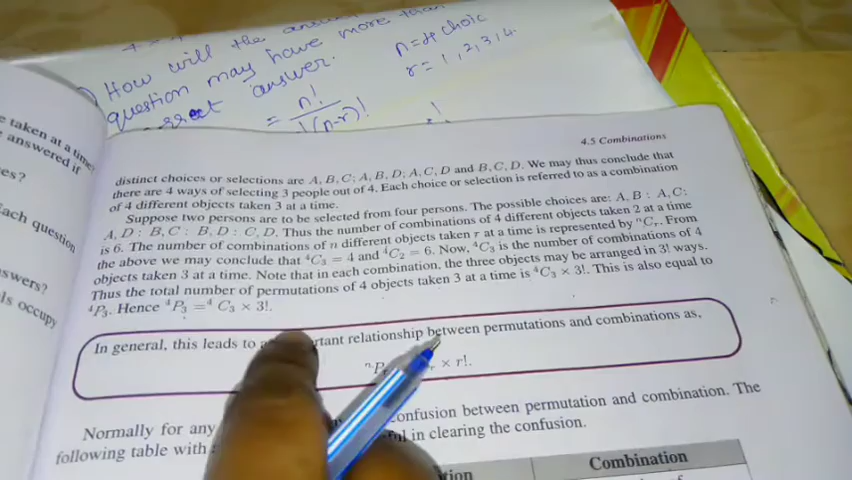 How will the
question may have more than
answer.
n=4 choic
r=1,2,3,4.
= n!
(n-r)!
e taken at a time?
e answered if
es?
Each question
swers?
ls occupy
4.5 Combinations
distinct choices or selections are A, B, C; A, B, D; A, C, D and B, C, D. We may thus conclude that
there are 4 ways of selecting 3 people out of 4. Each choice or selection is referred to as a combination
of 4 different objects taken 3 at a time.
Suppose two persons are to be selected from four persons. The possible choices are: A, B : A, C;
A, D : B, C : B, D : C, D. Thus the number of combinations of 4 different objects taken 2 at a time
is 6. The number of combinations of n different objects taken r at a time is represented by ⁿCᵣ. From
the above we may conclude that ⁴C₃ = 4 and ⁴C₂ = 6. Now, ⁴C₃ is the number of combinations of 4
objects taken 3 at a time. Note that in each combination, the three objects may be arranged in 3! ways.
Thus the total number of permutations of 4 objects taken 3 at a time is ⁴C₃ × 3!. This is also equal to
⁴P₃. Hence ⁴P₃ =⁴ C₃ × 3!.
In general, this leads to relationship between permutations and combinations as,
ⁿP × r!.
Normally for any confusion between permutation and combination. The
following table with in clearing the confusion.
Combination